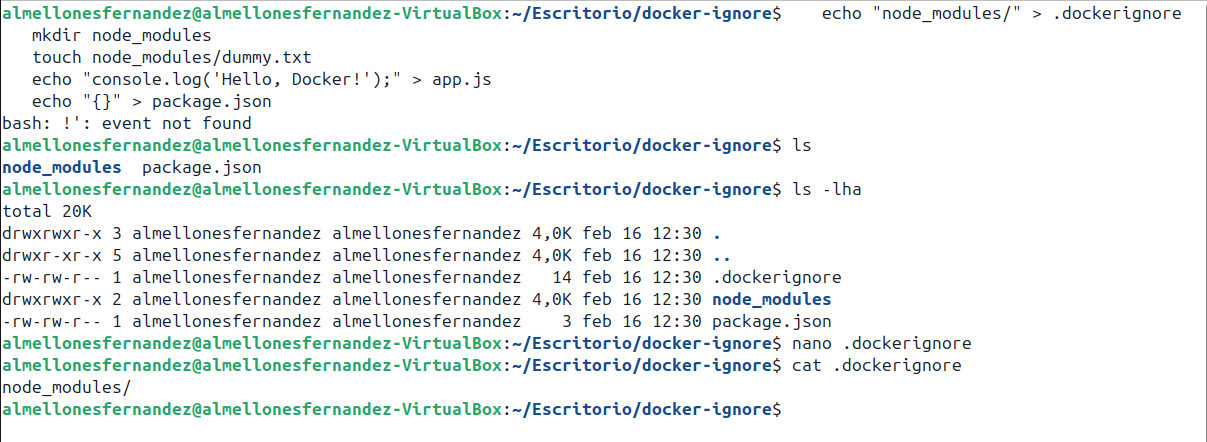 almellonesfernandez@almellonesfernandez-VirtualBox:~/Escritorio/docker-ignore$    echo "node_modules/" > .dockerignore
   mkdir node_modules
   touch node_modules/dummy.txt
   echo "console.log('Hello, Docker!');" > app.js
   echo "{}" > package.json
bash: !': event not found
almellonesfernandez@almellonesfernandez-VirtualBox:~/Escritorio/docker-ignore$ ls
node_modules  package.json
almellonesfernandez@almellonesfernandez-VirtualBox:~/Escritorio/docker-ignore$ ls -lha
total 20K
drwxrwxr-x 3 almellonesfernandez almellonesfernandez 4,0K feb 16 12:30 .
drwxr-xr-x 5 almellonesfernandez almellonesfernandez 4,0K feb 16 12:30 ..
-rw-rw-r-- 1 almellonesfernandez almellonesfernandez   14 feb 16 12:30 .dockerignore
drwxrwxr-x 2 almellonesfernandez almellonesfernandez 4,0K feb 16 12:30 node_modules
-rw-rw-r-- 1 almellonesfernandez almellonesfernandez    3 feb 16 12:30 package.json
almellonesfernandez@almellonesfernandez-VirtualBox:~/Escritorio/docker-ignore$ nano .dockerignore
almellonesfernandez@almellonesfernandez-VirtualBox:~/Escritorio/docker-ignore$ cat .dockerignore
node_modules/
almellonesfernandez@almellonesfernandez-VirtualBox:~/Escritorio/docker-ignore$